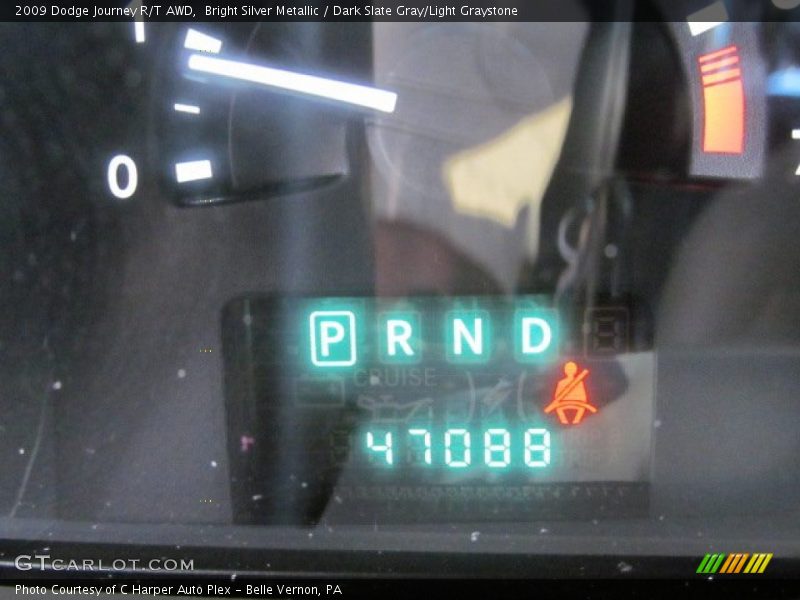 2009 Dodge Journey R/T AWD,  Bright Silver Metallic / Dark Slate Gray/Light Graystone
0
P R N D
CRUISE
47088
GTCARLOT.COM
Photo Courtesy of C Harper Auto Plex - Belle Vernon, PA